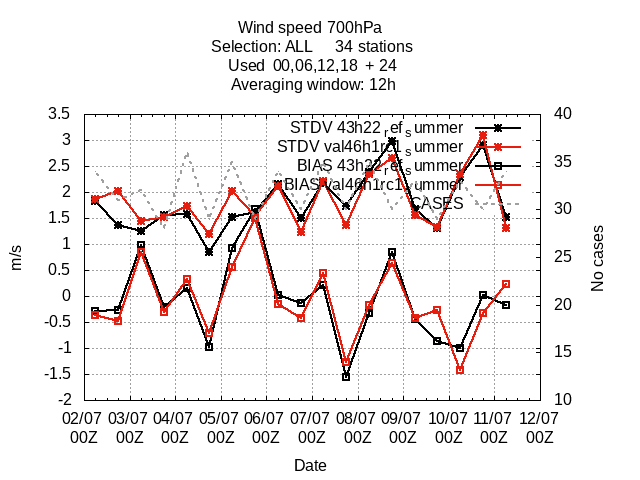 Wind speed 700hPa
Selection: ALL 34 stations
Used 00,06,12,18 + 24
Averaging window: 12h
STDV 43h22refsummer
STDV val46h1rc1summer
BIAS 43h22refsummer
BIAS val46h1rc1summer
CASES
3.5
3
2.5
2
1.5
1
0.5
0
-0.5
-1
-1.5
-2
m/s
40
35
30
25
20
15
10
No cases
02/07 03/07 04/07 05/07 06/07 07/07 08/07 09/07 10/07 11/07 12/07
00Z 00Z 00Z 00Z 00Z 00Z 00Z 00Z 00Z 00Z 00Z
Date